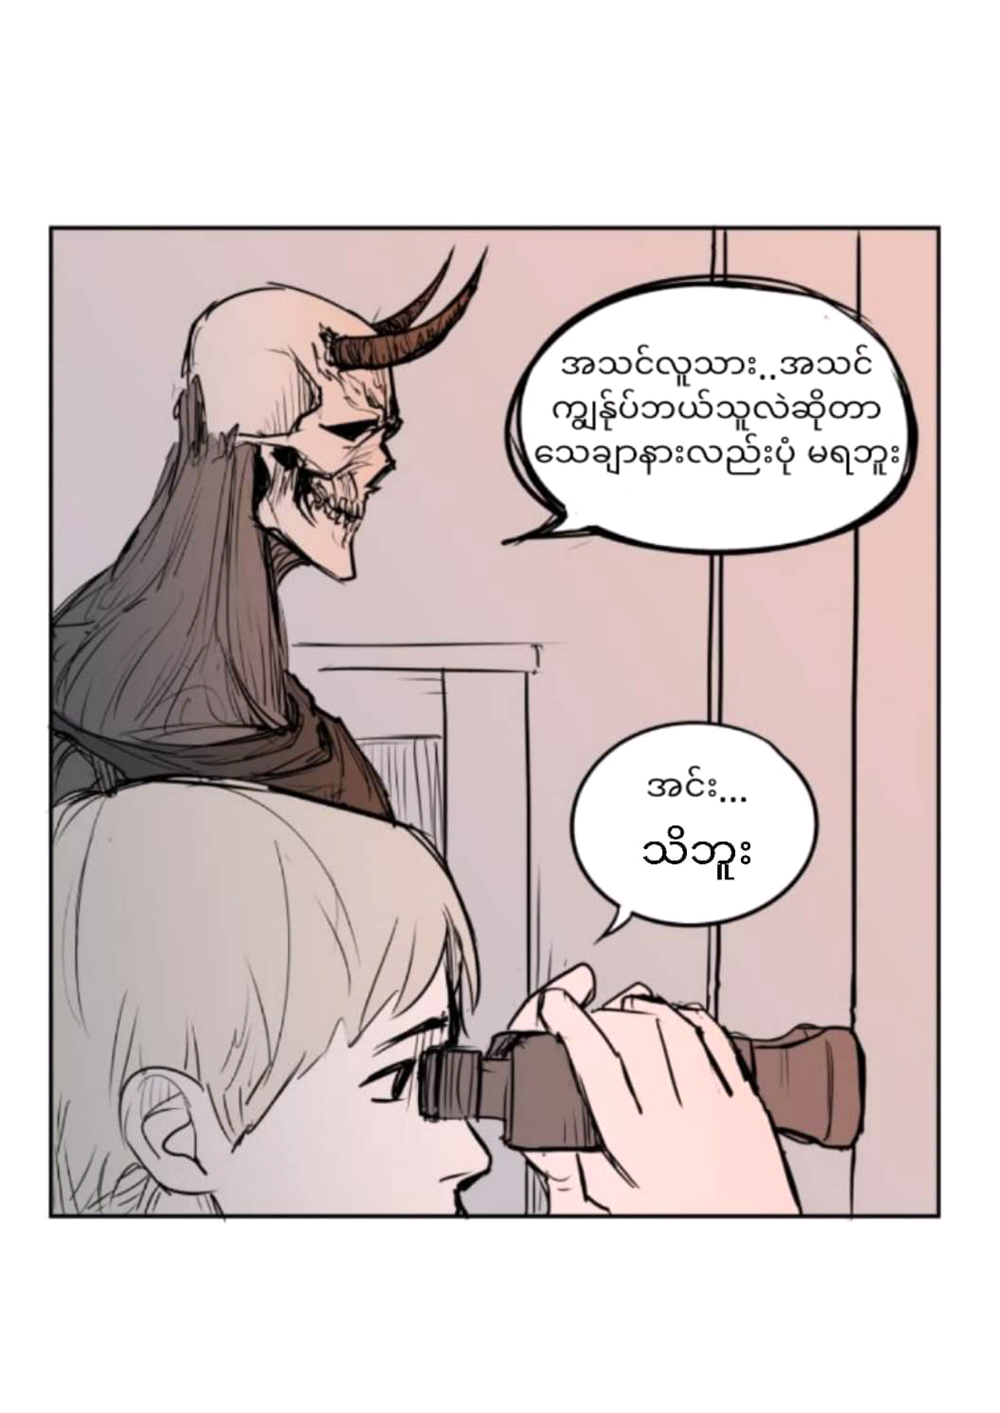 အသင်လူသား..အသင်
ကျွန်ုပ်ဘယ်သူလဲဆိုတာ
သေချာနားလည်းပုံ မရဘူး
အင်း...
သိဘူး